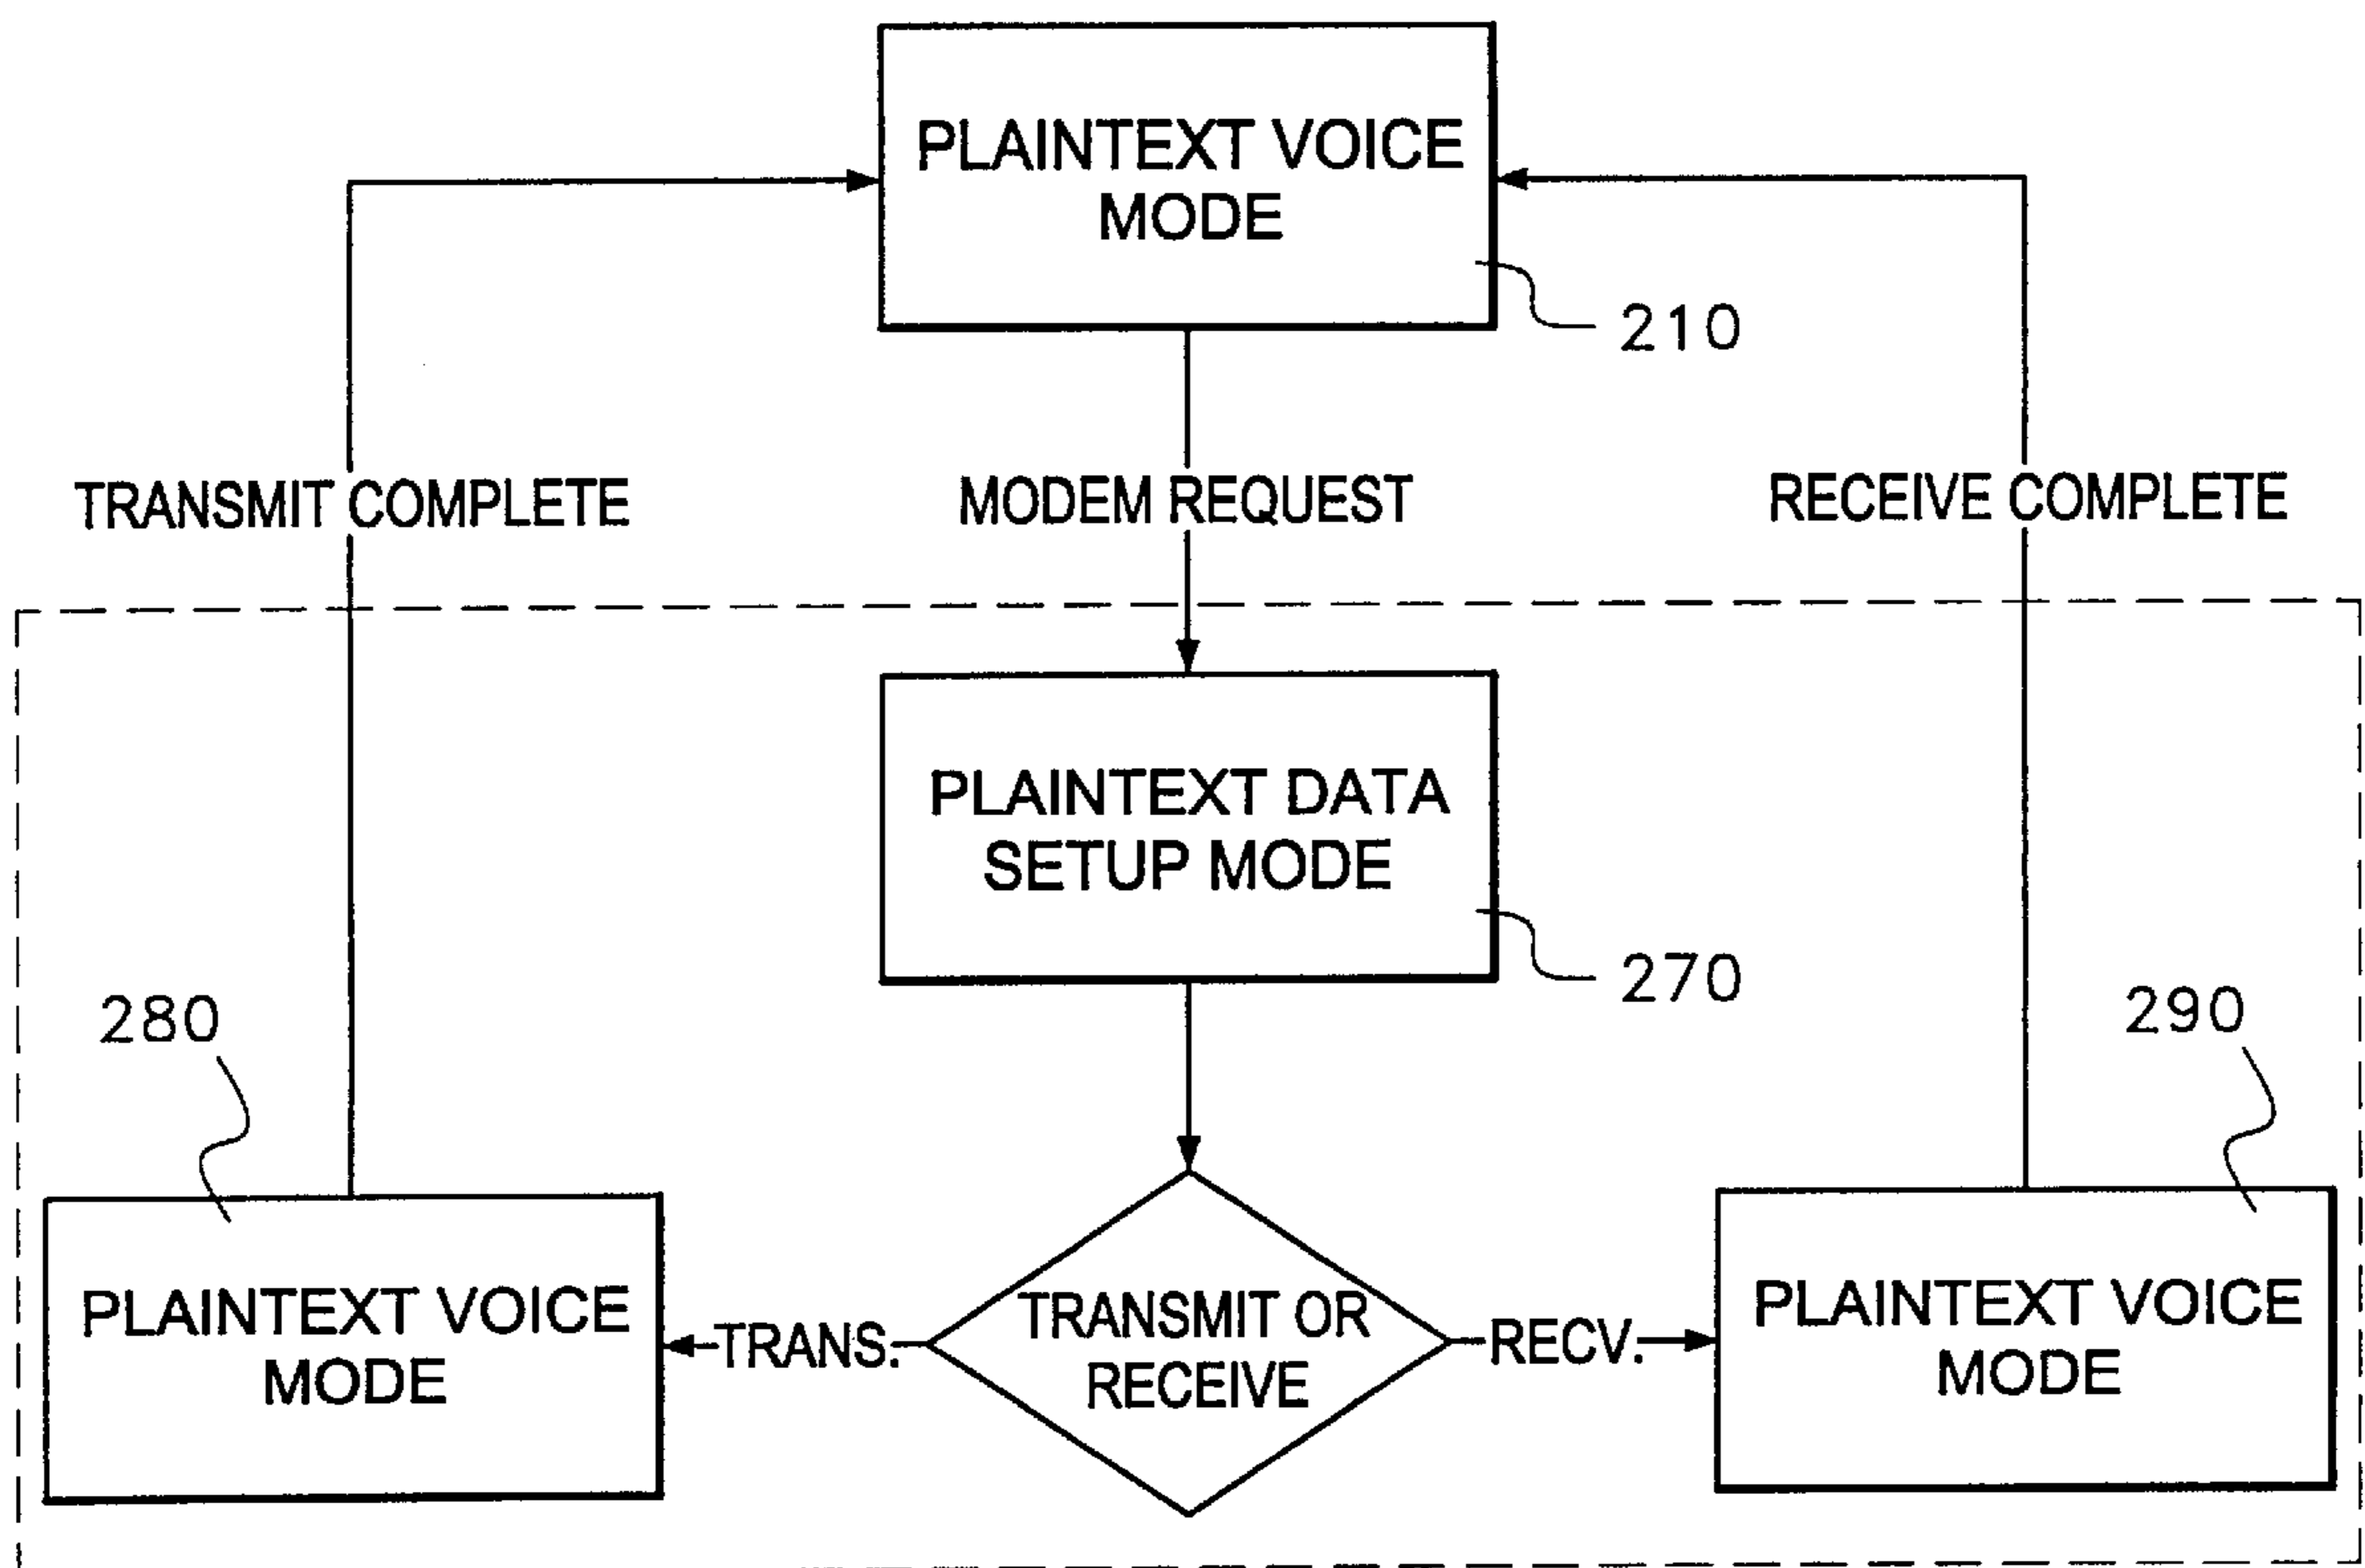 PLAINTEXT VOICE
MODE
210
TRANSMIT COMPLETE
MODEM REQUEST
RECEIVE COMPLETE
PLAINTEXT DATA
SETUP MODE
270
280
290
PLAINTEXT VOICE
MODE
TRANS.
TRANSMIT OR
RECEIVE
RECV.
PLAINTEXT VOICE
MODE